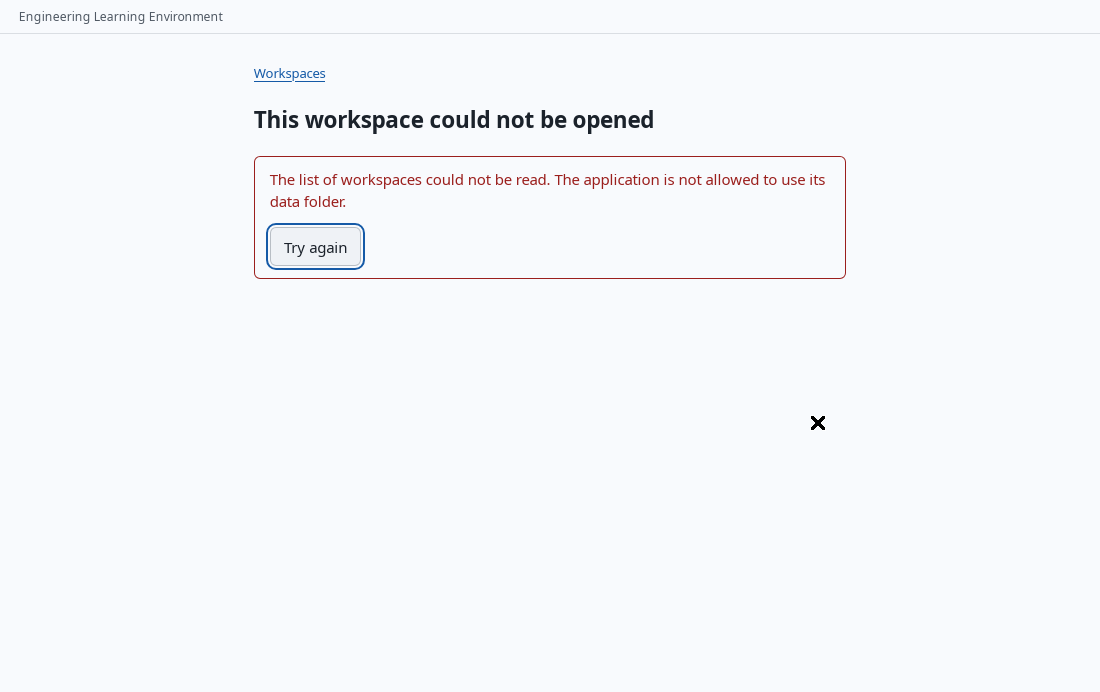 Engineering Learning Environment
Workspaces
This workspace could not be opened
The list of workspaces could not be read. The application is not allowed to use its
data folder.
Try again